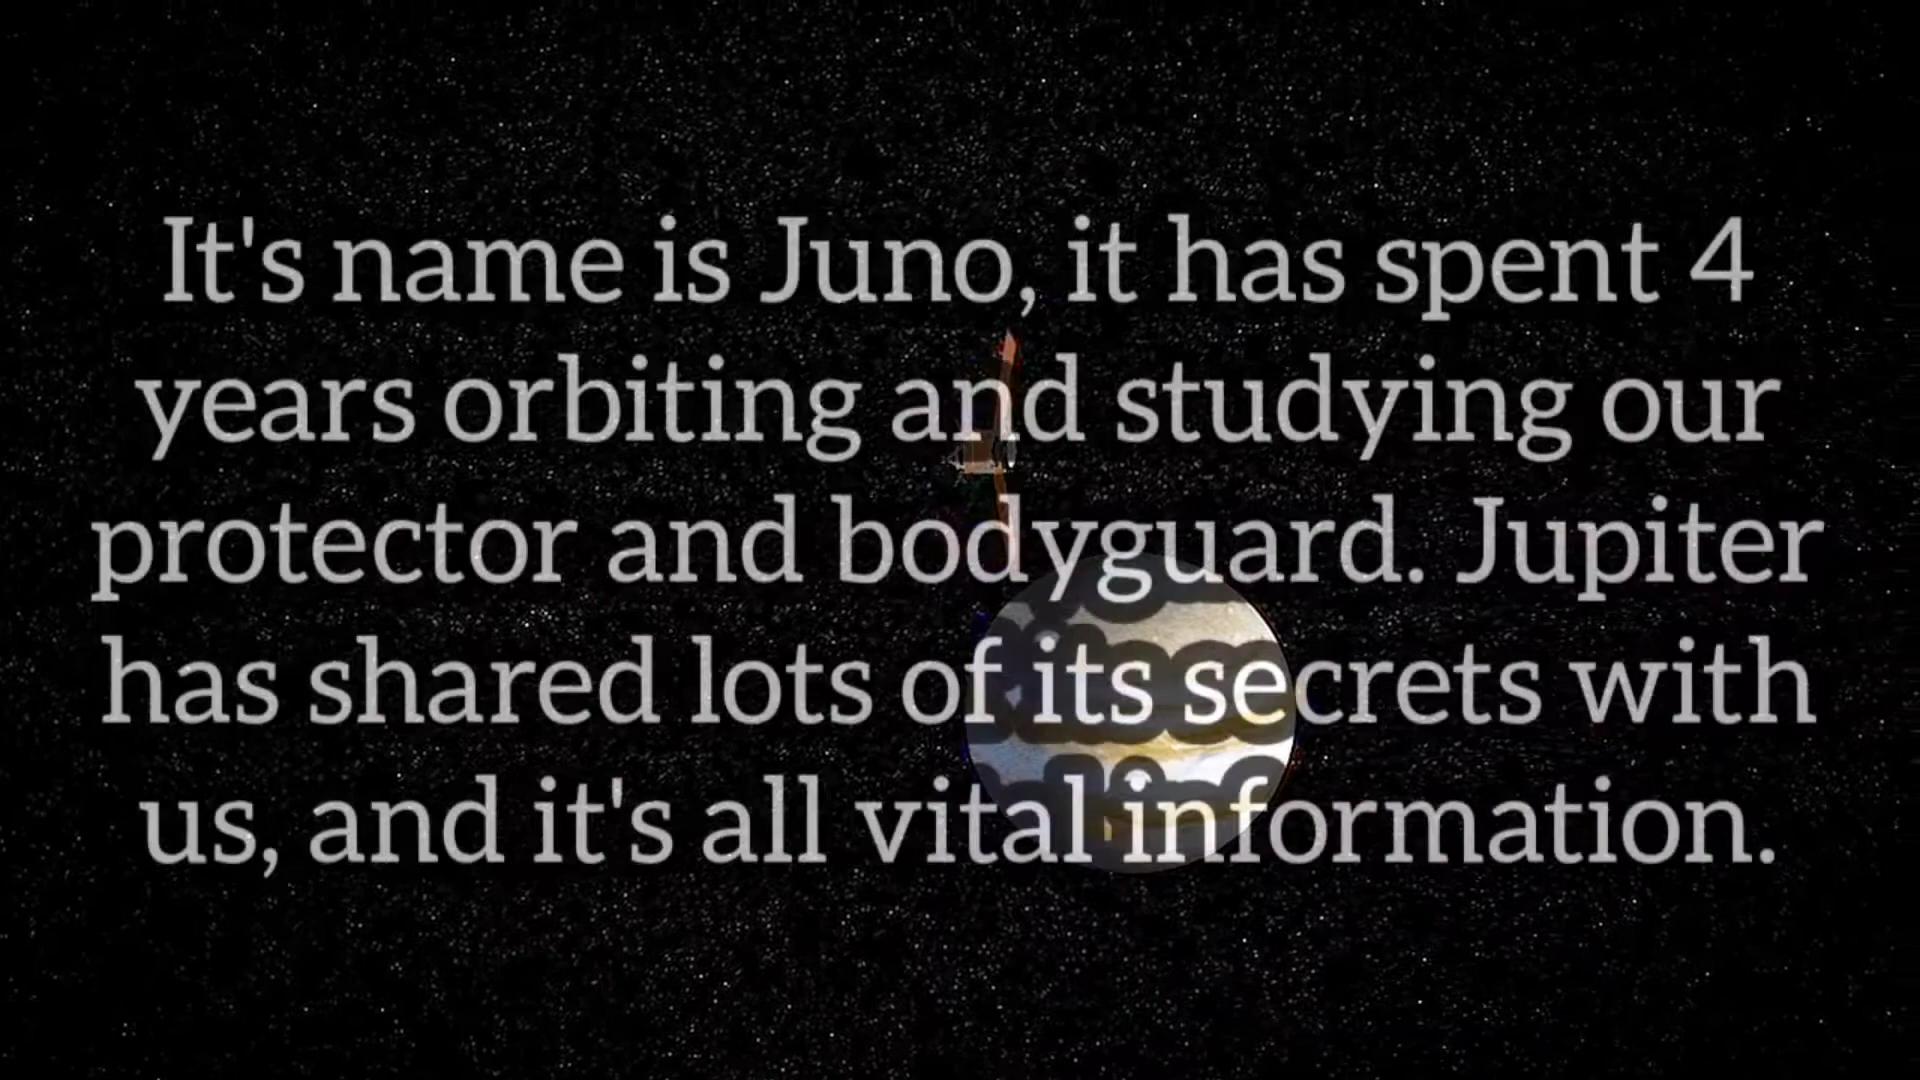 It's name is Juno, it has spent 4
years orbiting and studying our
protector and bodyguard. Jupiter
has shared lots of its secrets with
us, and it's all vital information.